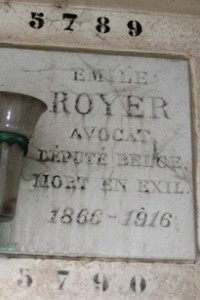 5789
EMILE
ROYER
AVOCAT
DÉPUTÉ BELGE
MORT EN EXIL.
1866-1916
5790